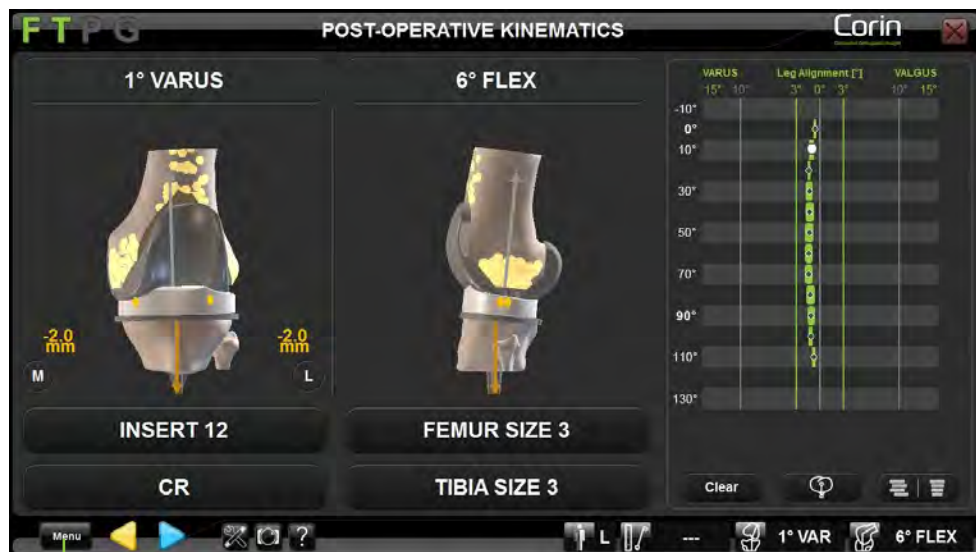 FTPG
POST-OPERATIVE KINEMATICS
Corin
1° VARUS
6° FLEX
VARUS Leg Alignment [°] VALGUS
15° 10° 3° 0° 3° 10° 15°
-10°
0°
10°
30°
50°
70°
90°
110°
130°
-2.0
mm
-2.0
mm
M
L
INSERT 12
FEMUR SIZE 3
CR
TIBIA SIZE 3
Clear
Menu
?
L
---
1° VAR
6° FLEX